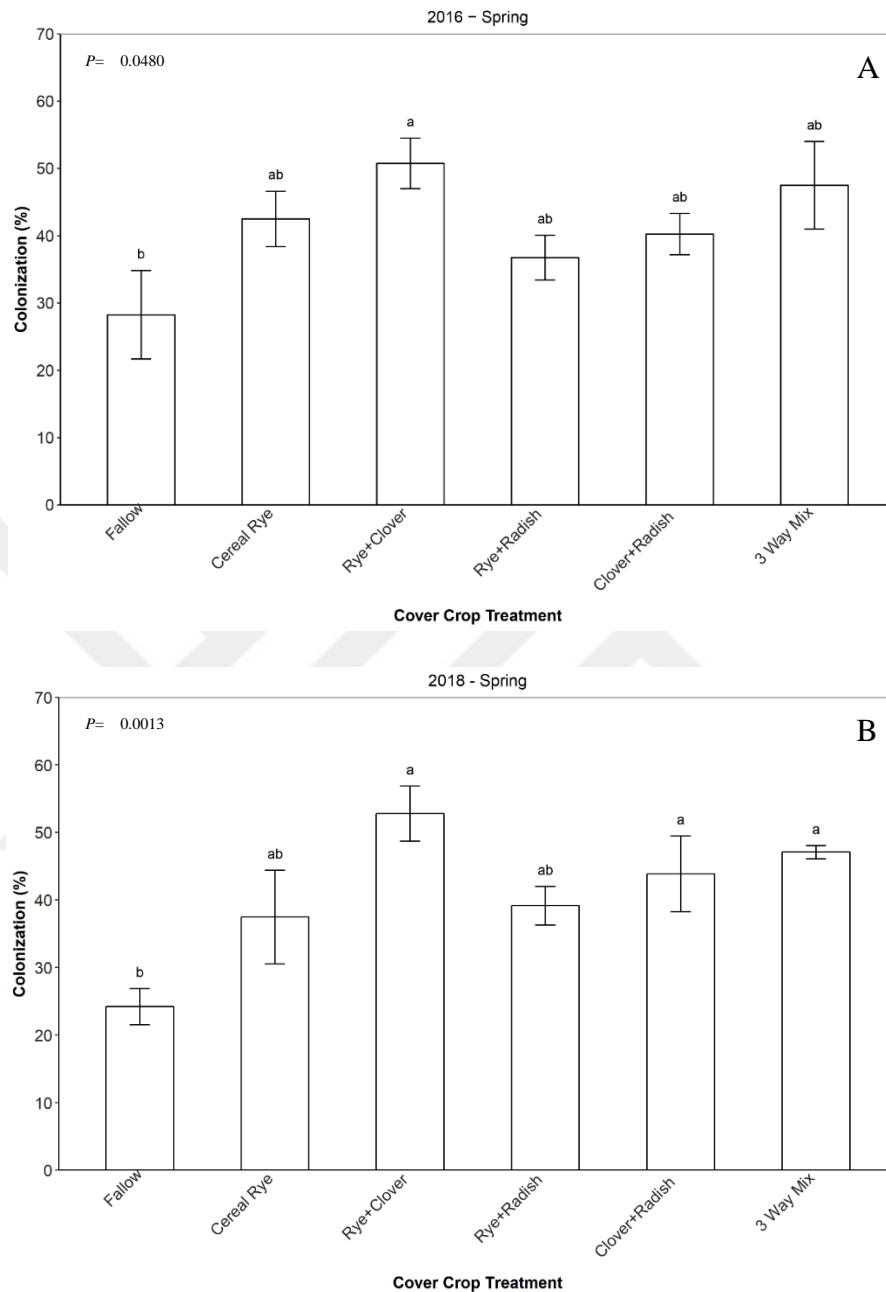 2016 − Spring
P= 0.0480
A
70
60
50
40
30
20
10
0
Colonization (%)
b
ab
a
ab
ab
ab
Fallow
Cereal Rye
Rye+Clover
Rye+Radish
Clover+Radish
3 Way Mix
Cover Crop Treatment
2018 - Spring
P= 0.0013
B
70
60
50
40
30
20
10
0
Colonization (%)
b
ab
a
ab
a
a
Fallow
Cereal Rye
Rye+Clover
Rye+Radish
Clover+Radish
3 Way Mix
Cover Crop Treatment